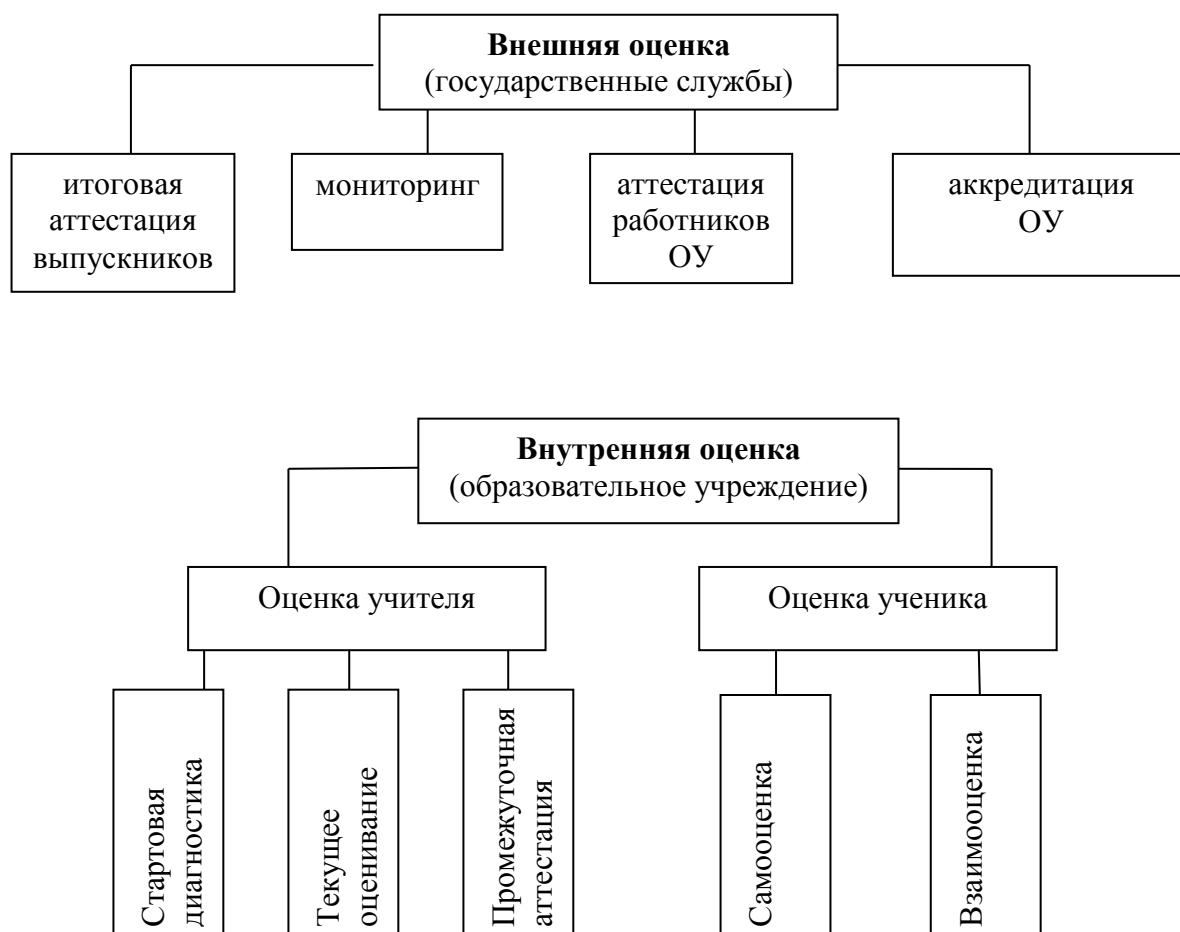 Внешняя оценка
(государственные службы)
итоговая
аттестация
выпускников
мониторинг
аттестация
работников
ОУ
аккредитация
ОУ
Внутренняя оценка
(образовательное учреждение)
Оценка учителя
Оценка ученика
Стартовая
диагностика
Текущее
оценивание
Промежуточная
аттестация
Самооценка
Взаимооценка